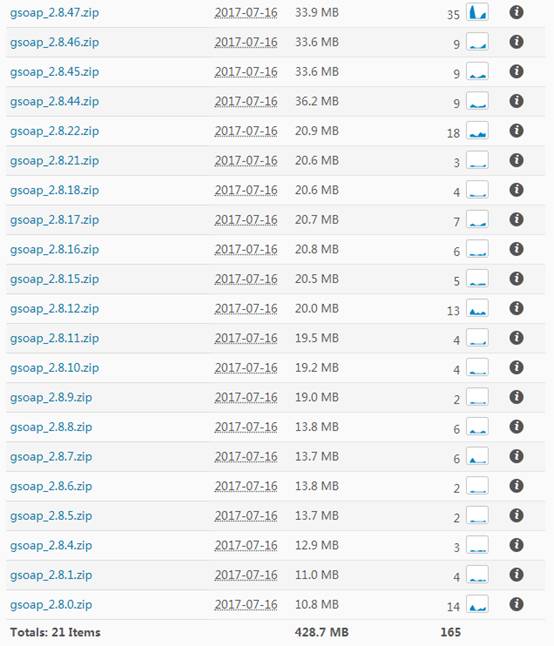 gsoap_2.8.47.zip 2017-07-16 33.9 MB 35
gsoap_2.8.46.zip 2017-07-16 33.6 MB 9
gsoap_2.8.45.zip 2017-07-16 33.6 MB 9
gsoap_2.8.44.zip 2017-07-16 36.2 MB 9
gsoap_2.8.22.zip 2017-07-16 20.9 MB 18
gsoap_2.8.21.zip 2017-07-16 20.6 MB 3
gsoap_2.8.18.zip 2017-07-16 20.6 MB 4
gsoap_2.8.17.zip 2017-07-16 20.7 MB 7
gsoap_2.8.16.zip 2017-07-16 20.8 MB 6
gsoap_2.8.15.zip 2017-07-16 20.5 MB 5
gsoap_2.8.12.zip 2017-07-16 20.0 MB 13
gsoap_2.8.11.zip 2017-07-16 19.5 MB 4
gsoap_2.8.10.zip 2017-07-16 19.2 MB 4
gsoap_2.8.9.zip 2017-07-16 19.0 MB 2
gsoap_2.8.8.zip 2017-07-16 13.8 MB 6
gsoap_2.8.7.zip 2017-07-16 13.7 MB 6
gsoap_2.8.6.zip 2017-07-16 13.8 MB 2
gsoap_2.8.5.zip 2017-07-16 13.7 MB 2
gsoap_2.8.4.zip 2017-07-16 12.9 MB 3
gsoap_2.8.1.zip 2017-07-16 11.0 MB 4
gsoap_2.8.0.zip 2017-07-16 10.8 MB 14
Totals: 21 Items 428.7 MB 165